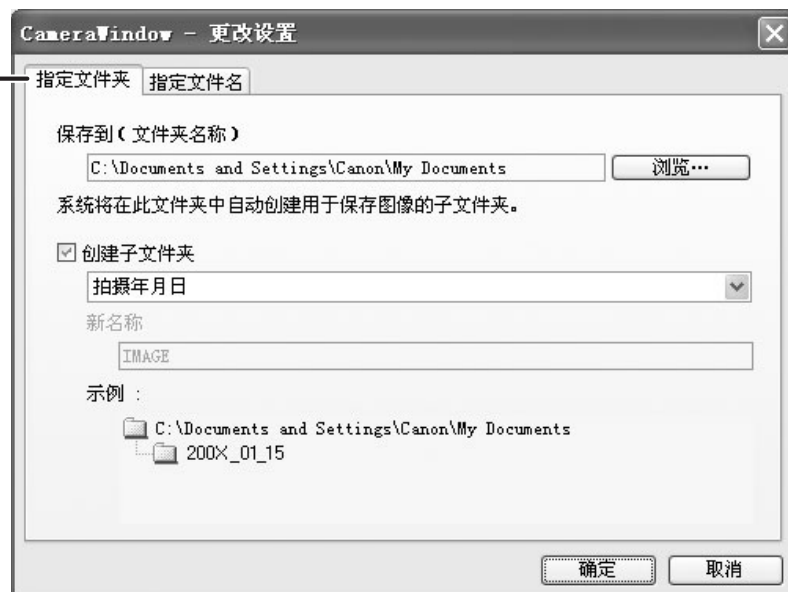 CameraWindow - 更改设置
指定文件夹 指定文件名
保存到(文件夹名称)
C:\Documents and Settings\Canon\My Documents 浏览…
系统将在此文件夹中自动创建用于保存图像的子文件夹。
创建子文件夹
拍摄年月日
新名称
IMAGE
示例 :
C:\Documents and Settings\Canon\My Documents
200X_01_15
确定 取消